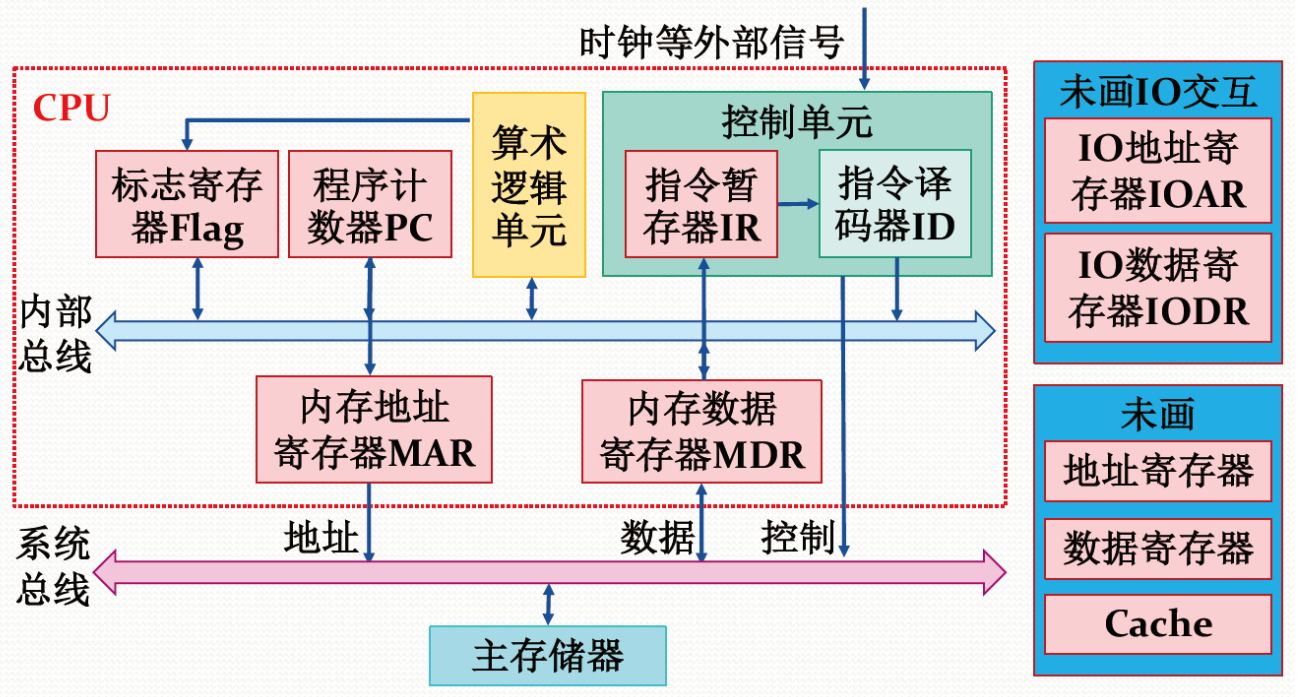 时钟等外部信号
CPU
标志寄存
器Flag
程序计
数器PC
算术
逻辑
单元
控制单元
指令暂
存器IR
指令译
码器ID
内部
总线
内存地址
寄存器MAR
内存数据
寄存器MDR
地址
数据
控制
系统
总线
主存储器
未画IO交互
IO地址寄
存器IOAR
IO数据寄
存器IODR
未画
地址寄存器
数据寄存器
Cache